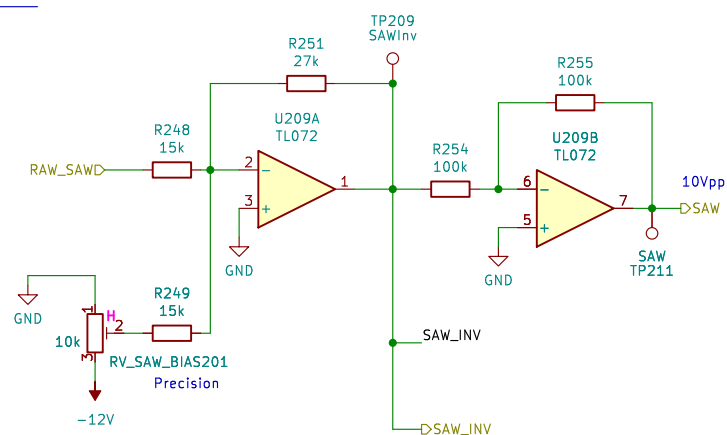 TP209
SAWInv
R251
27k
R255
100k
U209A
TL072
U209B
TL072
R248
15k
R254
100k
RAW_SAW
2
-
1
3
+
6
-
7
5
+
10Vpp
SAW
GND
GND
SAW
TP211
R249
15k
GND
1
H
2
10k
3
RV_SAW_BIAS201
Precision
-12V
SAW_INV
SAW_INV